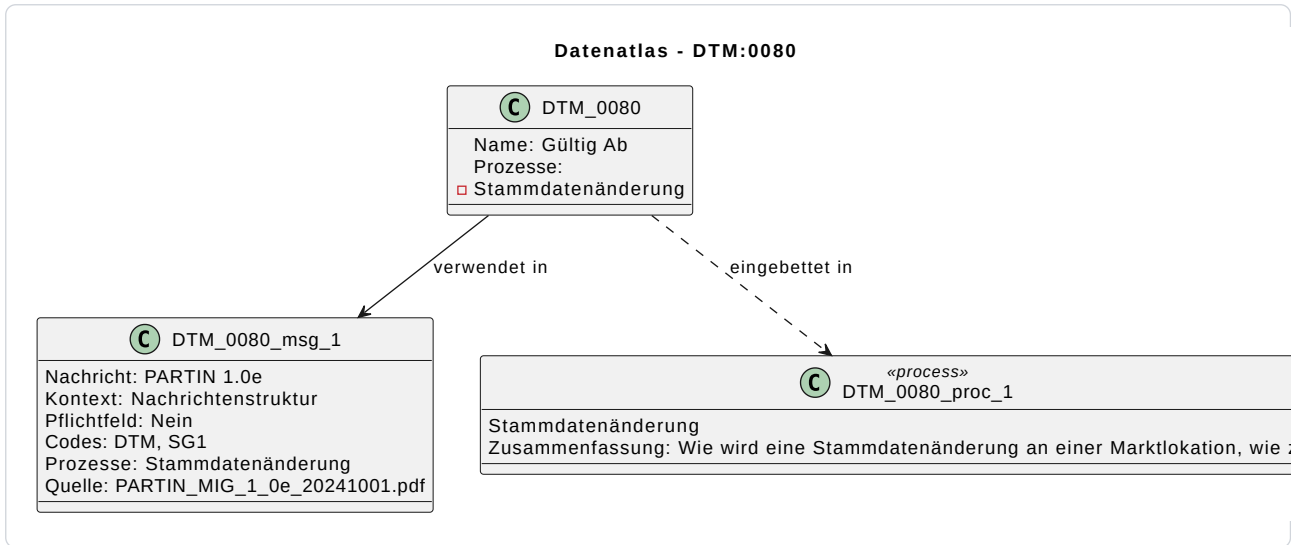 Datenatlas - DTM:0080
C DTM_0080
Name: Gültig Ab
Prozesse:
Stammdatenänderung
verwendet in
eingebettet in
C DTM_0080_msg_1
Nachricht: PARTIN 1.0e
Kontext: Nachrichtenstruktur
Pflichtfeld: Nein
Codes: DTM, SG1
Prozesse: Stammdatenänderung
Quelle: PARTIN_MIG_1_0e_20241001.pdf
«process»
C DTM_0080_proc_1
Stammdatenänderung
Zusammenfassung: Wie wird eine Stammdatenänderung an einer Marktlokation, wie